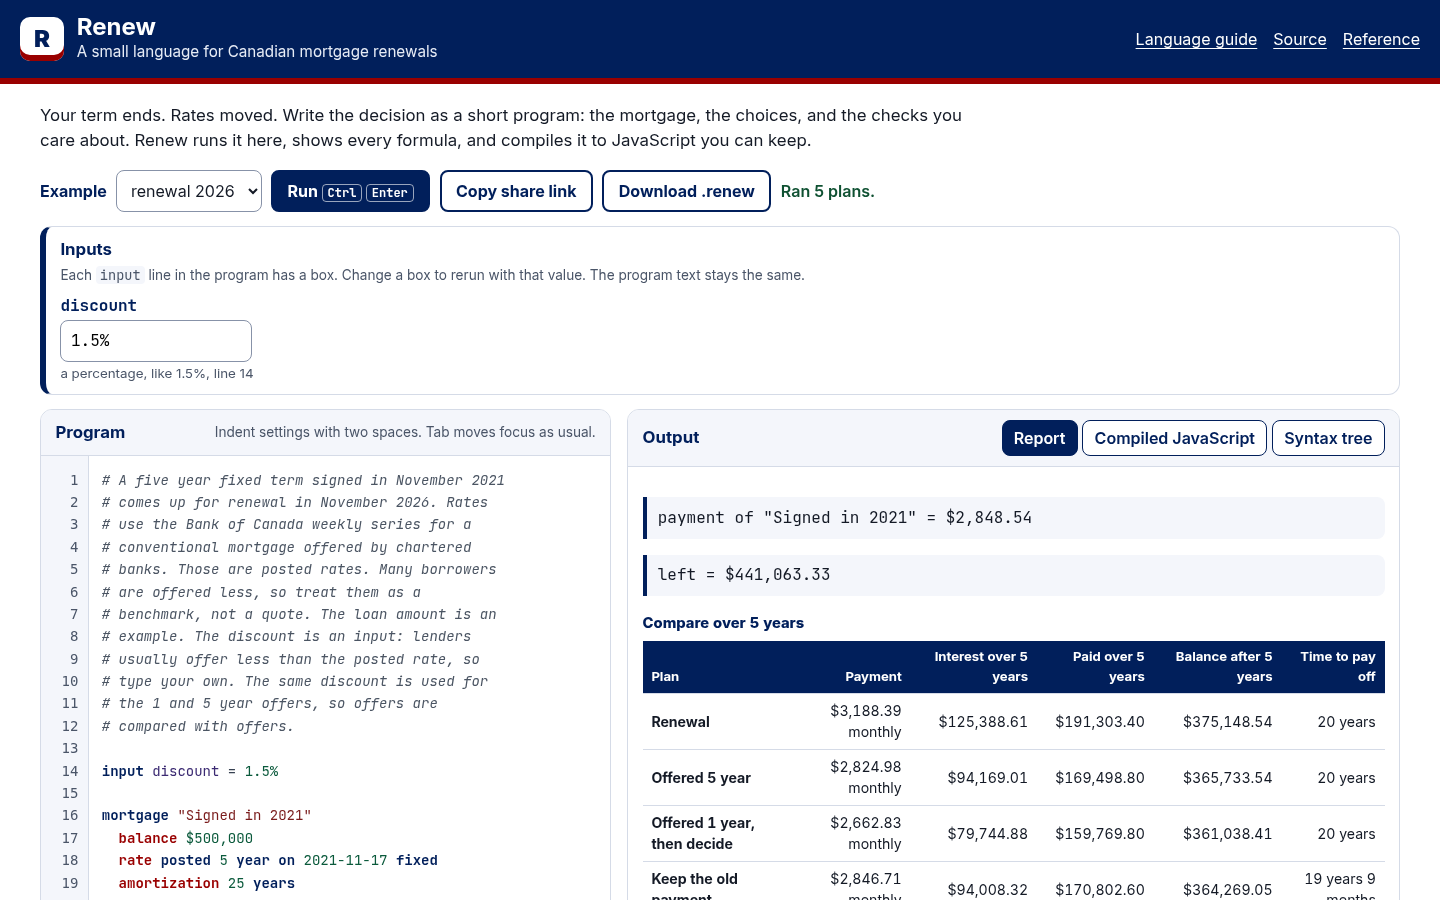 R
Renew
A small language for Canadian mortgage renewals
Language guide Source Reference
Your term ends. Rates moved. Write the decision as a short program: the mortgage, the choices, and the checks you
care about. Renew runs it here, shows every formula, and compiles it to JavaScript you can keep.
Example renewal 2026 Run Ctrl Enter Copy share link Download .renew Ran 5 plans.
Inputs
Each input line in the program has a box. Change a box to rerun with that value. The program text stays the same.
discount
1.5%
a percentage, like 1.5%, line 14
Program Indent settings with two spaces. Tab moves focus as usual.
1 # A five year fixed term signed in November 2021
2 # comes up for renewal in November 2026. Rates
3 # use the Bank of Canada weekly series for a
4 # conventional mortgage offered by chartered
5 # banks. Those are posted rates. Many borrowers
6 # are offered less, so treat them as a
7 # benchmark, not a quote. The loan amount is an
8 # example. The discount is an input: lenders
9 # usually offer less than the posted rate, so
10 # type your own. The same discount is used for
11 # the 1 and 5 year offers, so offers are
12 # compared with offers.
13
14 input discount = 1.5%
15
16 mortgage "Signed in 2021"
17 balance $500,000
18 rate posted 5 year on 2021-11-17 fixed
19 amortization 25 years
Output Report Compiled JavaScript Syntax tree
payment of "Signed in 2021" = $2,848.54
left = $441,063.33
Compare over 5 years
Plan Payment Interest over 5 years Paid over 5 years Balance after 5 years Time to pay off
Renewal $3,188.39 monthly $125,388.61 $191,303.40 $375,148.54 20 years
Offered 5 year $2,824.98 monthly $94,169.01 $169,498.80 $365,733.54 20 years
Offered 1 year, then decide $2,662.83 monthly $79,744.88 $159,769.80 $361,038.41 20 years
Keep the old payment $2,846.71 monthly $94,008.32 $170,802.60 $364,269.05 19 years 9 months